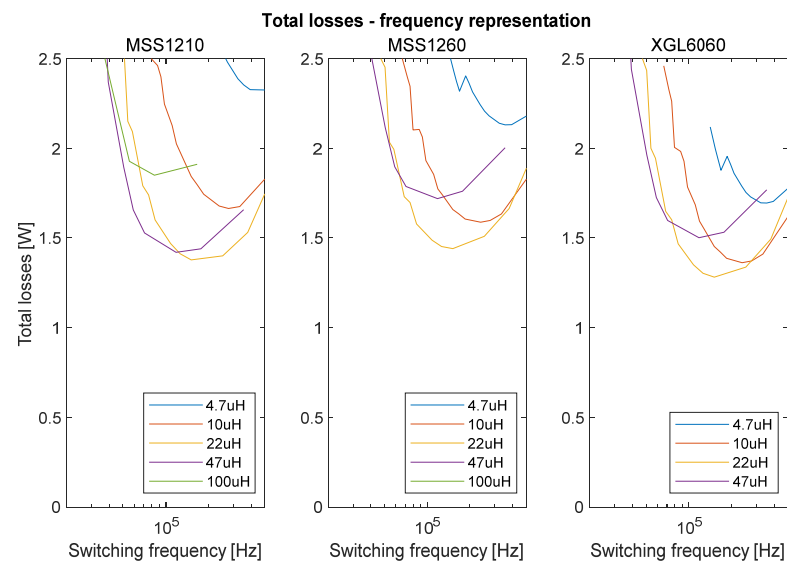 Total losses - frequency representation
MSS1210
MSS1260
XGL6060
Total losses [W]
2.5
2
1.5
1
0.5
0
10^5
Switching frequency [Hz]
4.7uH
10uH
22uH
47uH
100uH
2.5
2
1.5
1
0.5
0
10^5
Switching frequency [Hz]
4.7uH
10uH
22uH
47uH
100uH
2.5
2
1.5
1
0.5
0
10^5
Switching frequency [Hz]
4.7uH
10uH
22uH
47uH